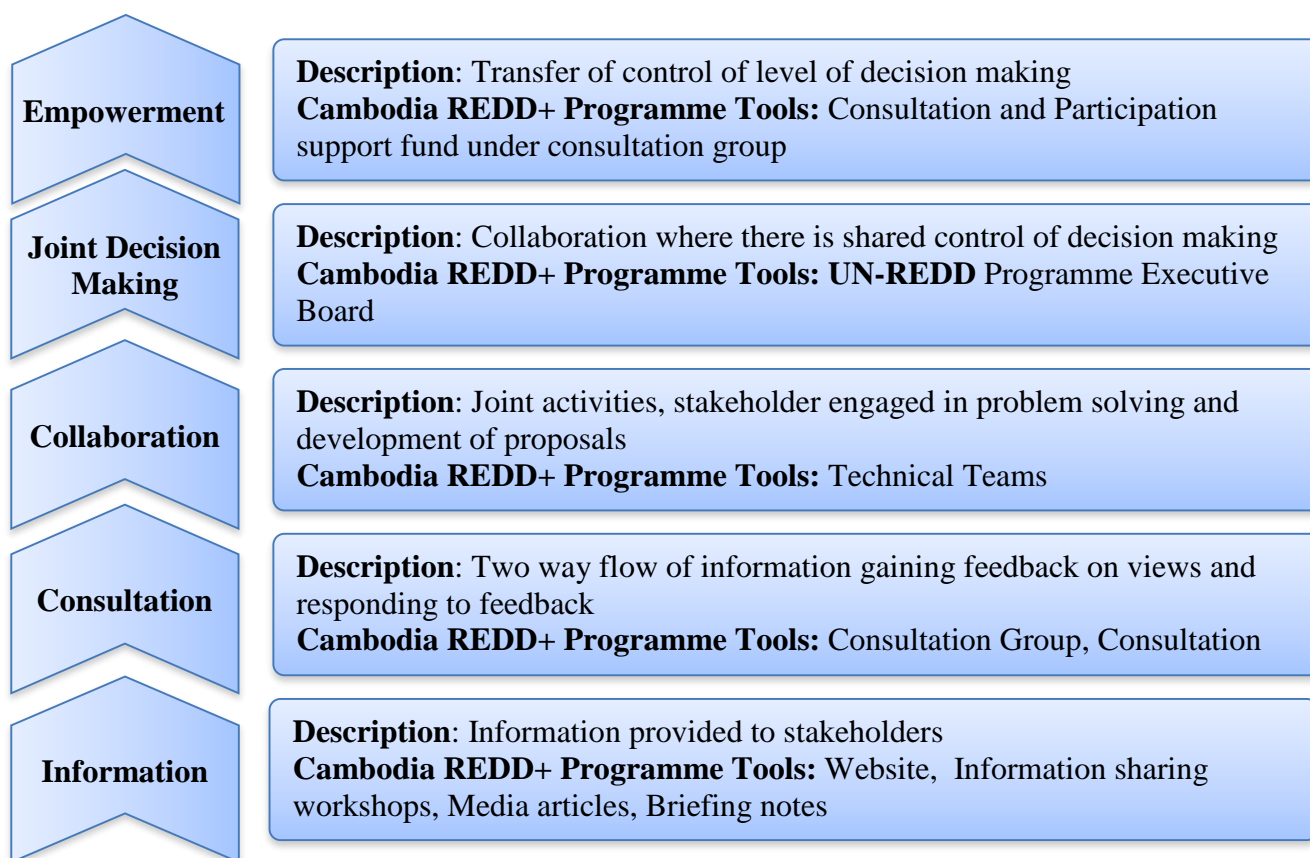 Empowerment
Description: Transfer of control of level of decision making
Cambodia REDD+ Programme Tools: Consultation and Participation
support fund under consultation group
Joint Decision
Making
Description: Collaboration where there is shared control of decision making
Cambodia REDD+ Programme Tools: UN-REDD Programme Executive
Board
Collaboration
Description: Joint activities, stakeholder engaged in problem solving and
development of proposals
Cambodia REDD+ Programme Tools: Technical Teams
Consultation
Description: Two way flow of information gaining feedback on views and
responding to feedback
Cambodia REDD+ Programme Tools: Consultation Group, Consultation
Information
Description: Information provided to stakeholders
Cambodia REDD+ Programme Tools: Website, Information sharing
workshops, Media articles, Briefing notes